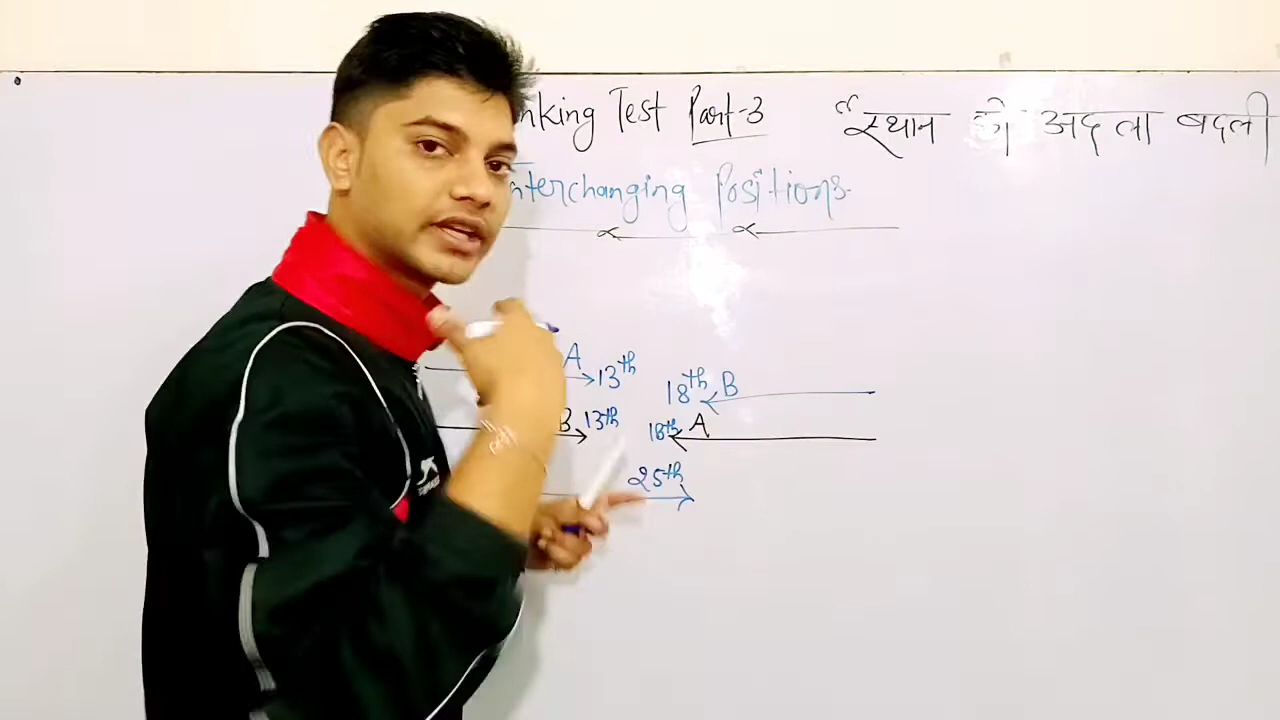 nking Test Part-3 "स्थान की अदला बदली
nterchanging Positions
A 13th 18th B
B 13th 18th A
25th